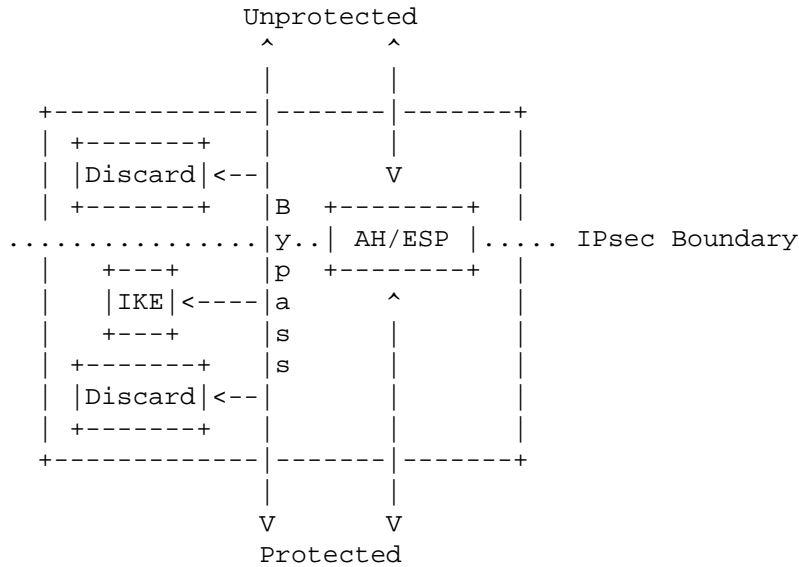 Unprotected
^ ^
| |
+-------------|-------|-------+
| +-------+ | | |
| |Discard|<--| V |
| +-------+ |B +--------+ |
................|y..| AH/ESP |..... IPsec Boundary
| +---+ |p +--------+ |
| |IKE|<----|a ^ |
| +---+ |s | |
| +-------+ |s | |
| |Discard|<--| | |
| +-------+ | | |
+-------------|-------|-------+
| |
V V
Protected